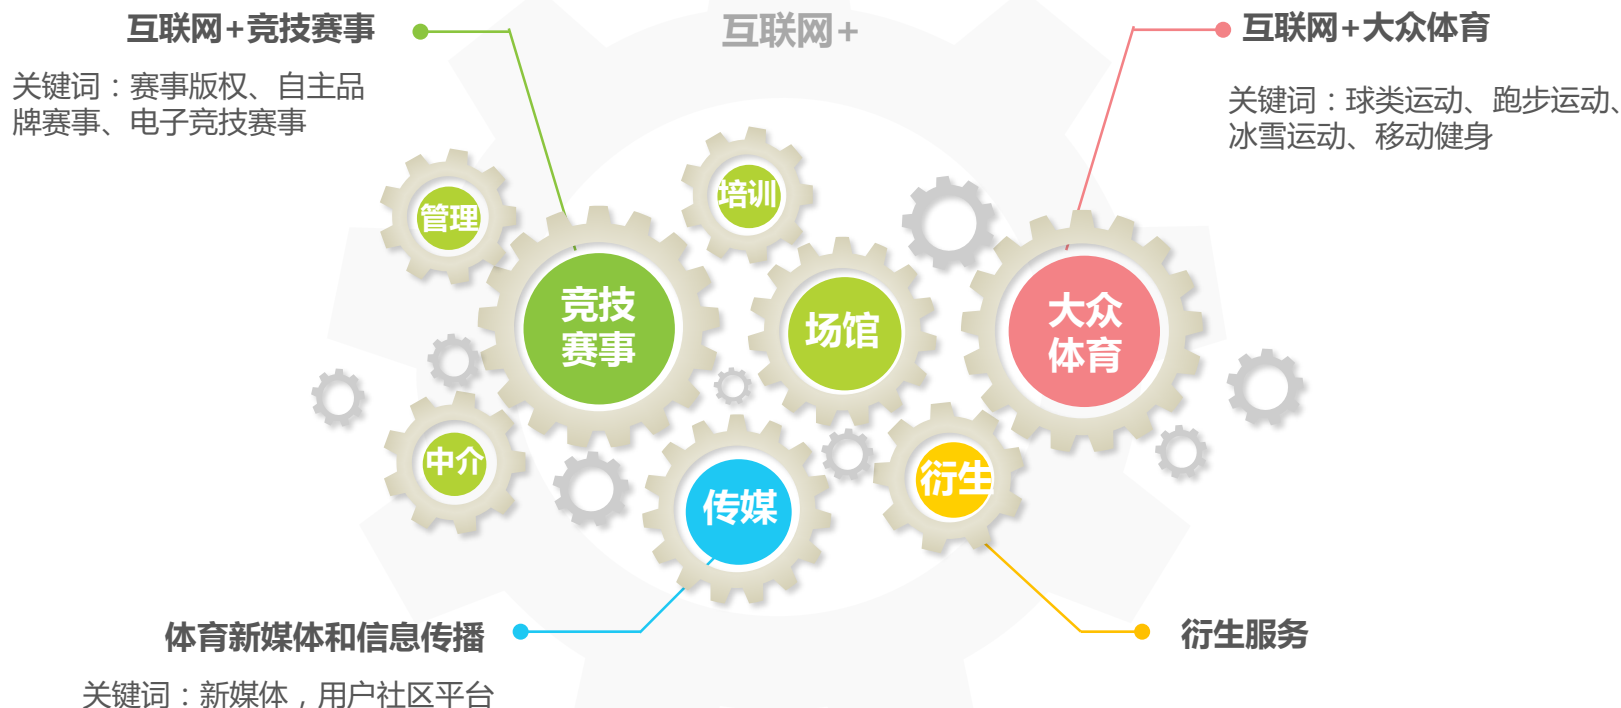 互联网+竞技赛事
互联网+
互联网+大众体育
关键词：赛事版权、自主品
牌赛事、电子竞技赛事
关键词：球类运动、跑步运动、
冰雪运动、移动健身
管理
培训
竞技
赛事
场馆
大众
体育
中介
传媒
衍生
体育新媒体和信息传播
衍生服务
关键词：新媒体，用户社区平台